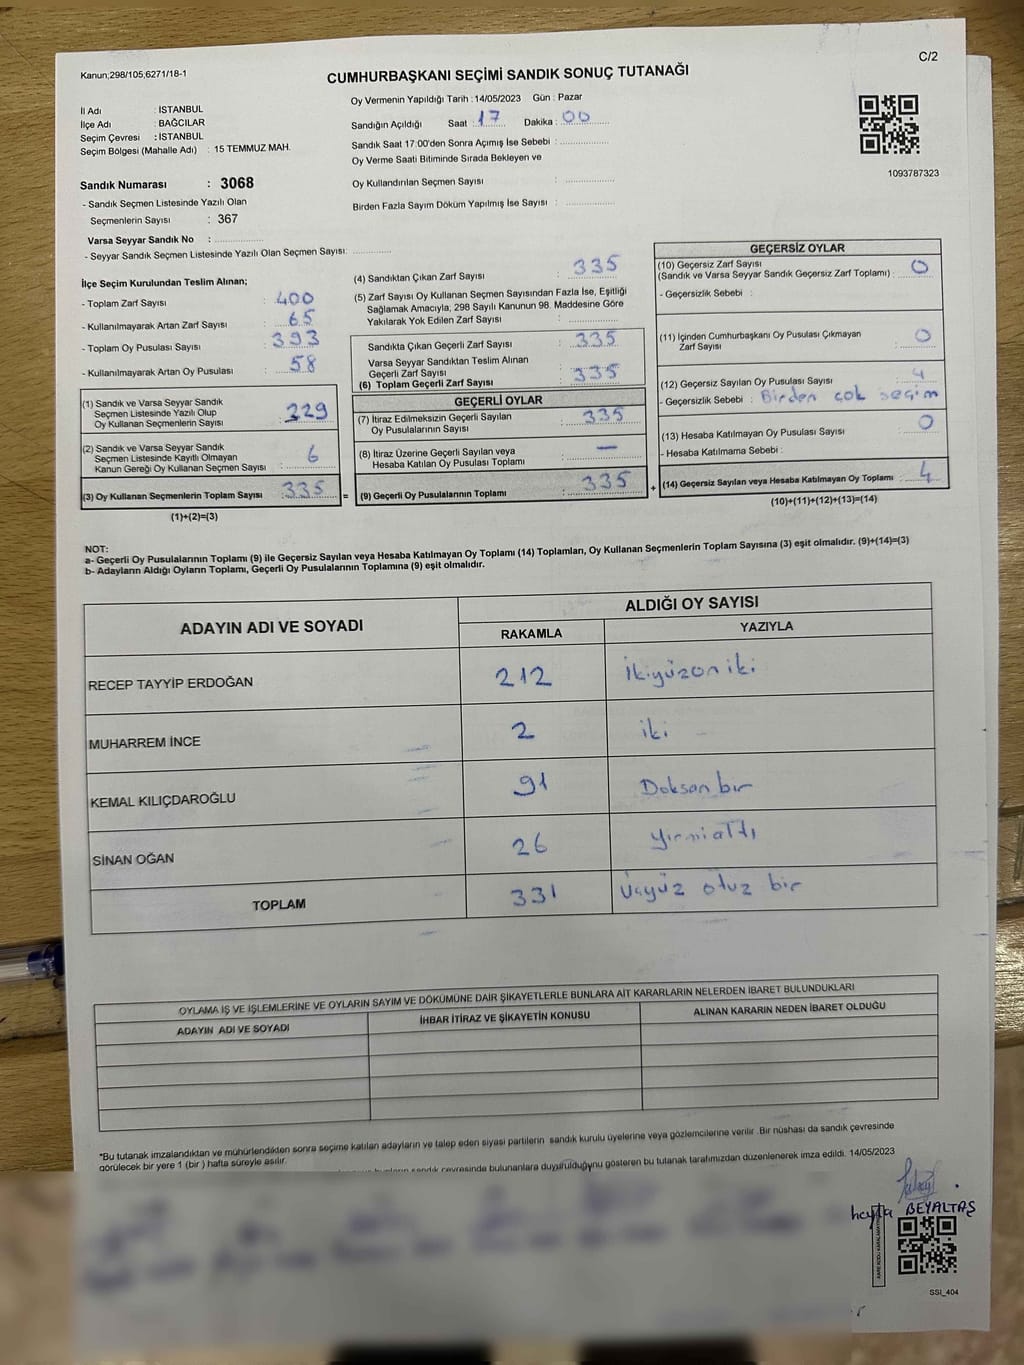 Kanun;298/105;6271/18-1
C/2
CUMHURBAŞKANI SEÇİMİ SANDIK SONUÇ TUTANAĞI
İl Adı : İSTANBUL
İlçe Adı : BAĞCILAR
Seçim Çevresi : İSTANBUL
Seçim Bölgesi (Mahalle Adı) : 15 TEMMUZ MAH.
Sandık Numarası : 3068
- Sandık Seçmen Listesinde Yazılı Olan
Seçmenlerin Sayısı : 367
Varsa Seyyar Sandık No :
- Seyyar Sandık Seçmen Listesinde Yazılı Olan Seçmen Sayısı:
Oy Vermenin Yapıldığı Tarih : 14/05/2023 Gün : Pazar
Sandığın Açıldığı Saat : 17 Dakika : 00
Sandık Saat 17:00'den Sonra Açımış İse Sebebi :
Oy Verme Saati Bitiminde Sırada Bekleyen ve
Oy Kullandırılan Seçmen Sayısı :
Birden Fazla Sayım Döküm Yapılmış İse Sayısı :
1093787323
İlçe Seçim Kurulundan Teslim Alınan;
- Toplam Zarf Sayısı : 400
- Kullanılmayarak Artan Zarf Sayısı : 65
- Toplam Oy Pusulası Sayısı : 393
- Kullanılmayarak Artan Oy Pusulası : 58
(1) Sandık ve Varsa Seyyar Sandık
Seçmen Listesinde Yazılı Olup
Oy Kullanan Seçmenlerin Sayısı : 329
(2) Sandık ve Varsa Seyyar Sandık
Seçmen Listesinde Kayıtlı Olmayan
Kanun Gereği Oy Kullanan Seçmen Sayısı : 6
(3) Oy Kullanan Seçmenlerin Toplam Sayısı : 335 =
(1)+(2)=(3)
(4) Sandıktan Çıkan Zarf Sayısı : 335
(5) Zarf Sayısı Oy Kullanan Seçmen Sayısından Fazla İse, Eşitliği
Sağlamak Amacıyla, 298 Sayılı Kanunun 98. Maddesine Göre
Yakılarak Yok Edilen Zarf Sayısı :
Sandıkta Çıkan Geçerli Zarf Sayısı : 335
Varsa Seyyar Sandıktan Teslim Alınan
Geçerli Zarf Sayısı :
(6) Toplam Geçerli Zarf Sayısı : 335
GEÇERLİ OYLAR
(7) İtiraz Edilmeksizin Geçerli Sayılan
Oy Pusulalarının Sayısı : 335
(8) İtiraz Üzerine Geçerli Sayılan veya
Hesaba Katılan Oy Pusulası Toplamı : —
(9) Geçerli Oy Pusulalarının Toplamı : 335 +
GEÇERSİZ OYLAR
(10) Geçersiz Zarf Sayısı
(Sandık ve Varsa Seyyar Sandık Geçersiz Zarf Toplamı) : 0
- Geçersizlik Sebebi :
(11) İçinden Cumhurbaşkanı Oy Pusulası Çıkmayan
Zarf Sayısı : 0
(12) Geçersiz Sayılan Oy Pusulası Sayısı : 4
- Geçersizlik Sebebi : Birden çok seçim
(13) Hesaba Katılmayan Oy Pusulası Sayısı : 0
- Hesaba Katılmama Sebebi :
(14) Geçersiz Sayılan veya Hesaba Katılmayan Oy Toplamı : 4
(10)+(11)+(12)+(13)=(14)
NOT:
a- Geçerli Oy Pusulalarının Toplamı (9) ile Geçersiz Sayılan veya Hesaba Katılmayan Oy Toplamı (14) Toplamları, Oy Kullanan Seçmenlerin Toplam Sayısına (3) eşit olmalıdır. (9)+(14)=(3)
b- Adayların Aldığı Oyların Toplamı, Geçerli Oy Pusulalarının Toplamına (9) eşit olmalıdır.
ADAYIN ADI VE SOYADI
ALDIĞI OY SAYISI
RAKAMLA YAZIYLA
RECEP TAYYİP ERDOĞAN 212 İkiyüzoniki
MUHARREM İNCE 2 iki
KEMAL KILIÇDAROĞLU 91 Doksan bir
SİNAN OĞAN 26 yirmialtı
TOPLAM 331 Üçyüz otuz bir
OYLAMA İŞ VE İŞLEMLERİNE VE OYLARIN SAYIM VE DÖKÜMÜNE DAİR ŞİKAYETLERLE BUNLARA AİT KARARLARIN NELERDEN İBARET BULUNDUKLARI
ADAYIN ADI VE SOYADI İHBAR İTİRAZ VE ŞİKAYETİN KONUSU ALINAN KARARIN NEDEN İBARET OLDUĞU
*Bu tutanak imzalandıktan ve mühürlendikten sonra seçime katılan adayların ve talep eden siyasi partilerin sandık kurulu üyelerine veya gözlemcilerine verilir. Bir nüshası da sandık çevresinde
görülecek bir yere 1 (bir) hafta süreyle asılır.
sandık çevresinde bulunanlara duyurulduğunu gösteren bu tutanak tarafımızdan düzenlenerek imza edildi. 14/05/2023
BEYALTAŞ
SSİ_404